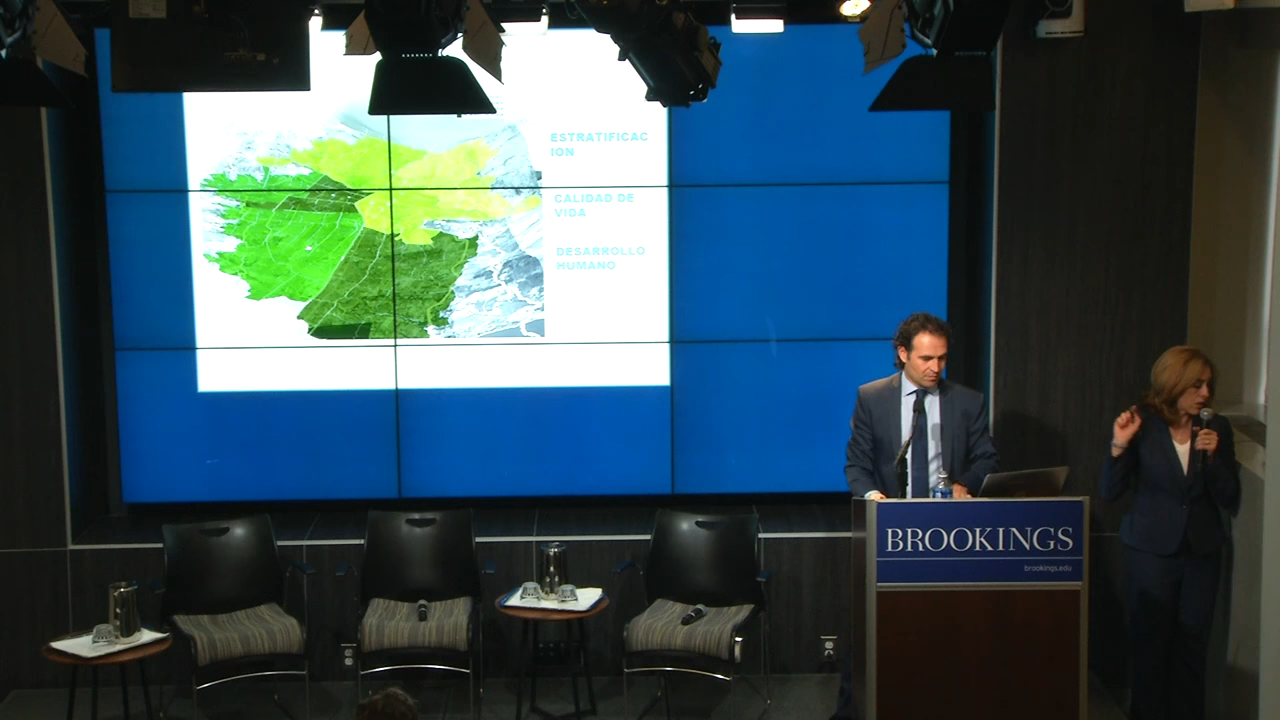 ESTRATIFICAC
ION
CALIDAD DE
VIDA
DESARROLLO
HUMANO
BROOKINGS
brookings.edu